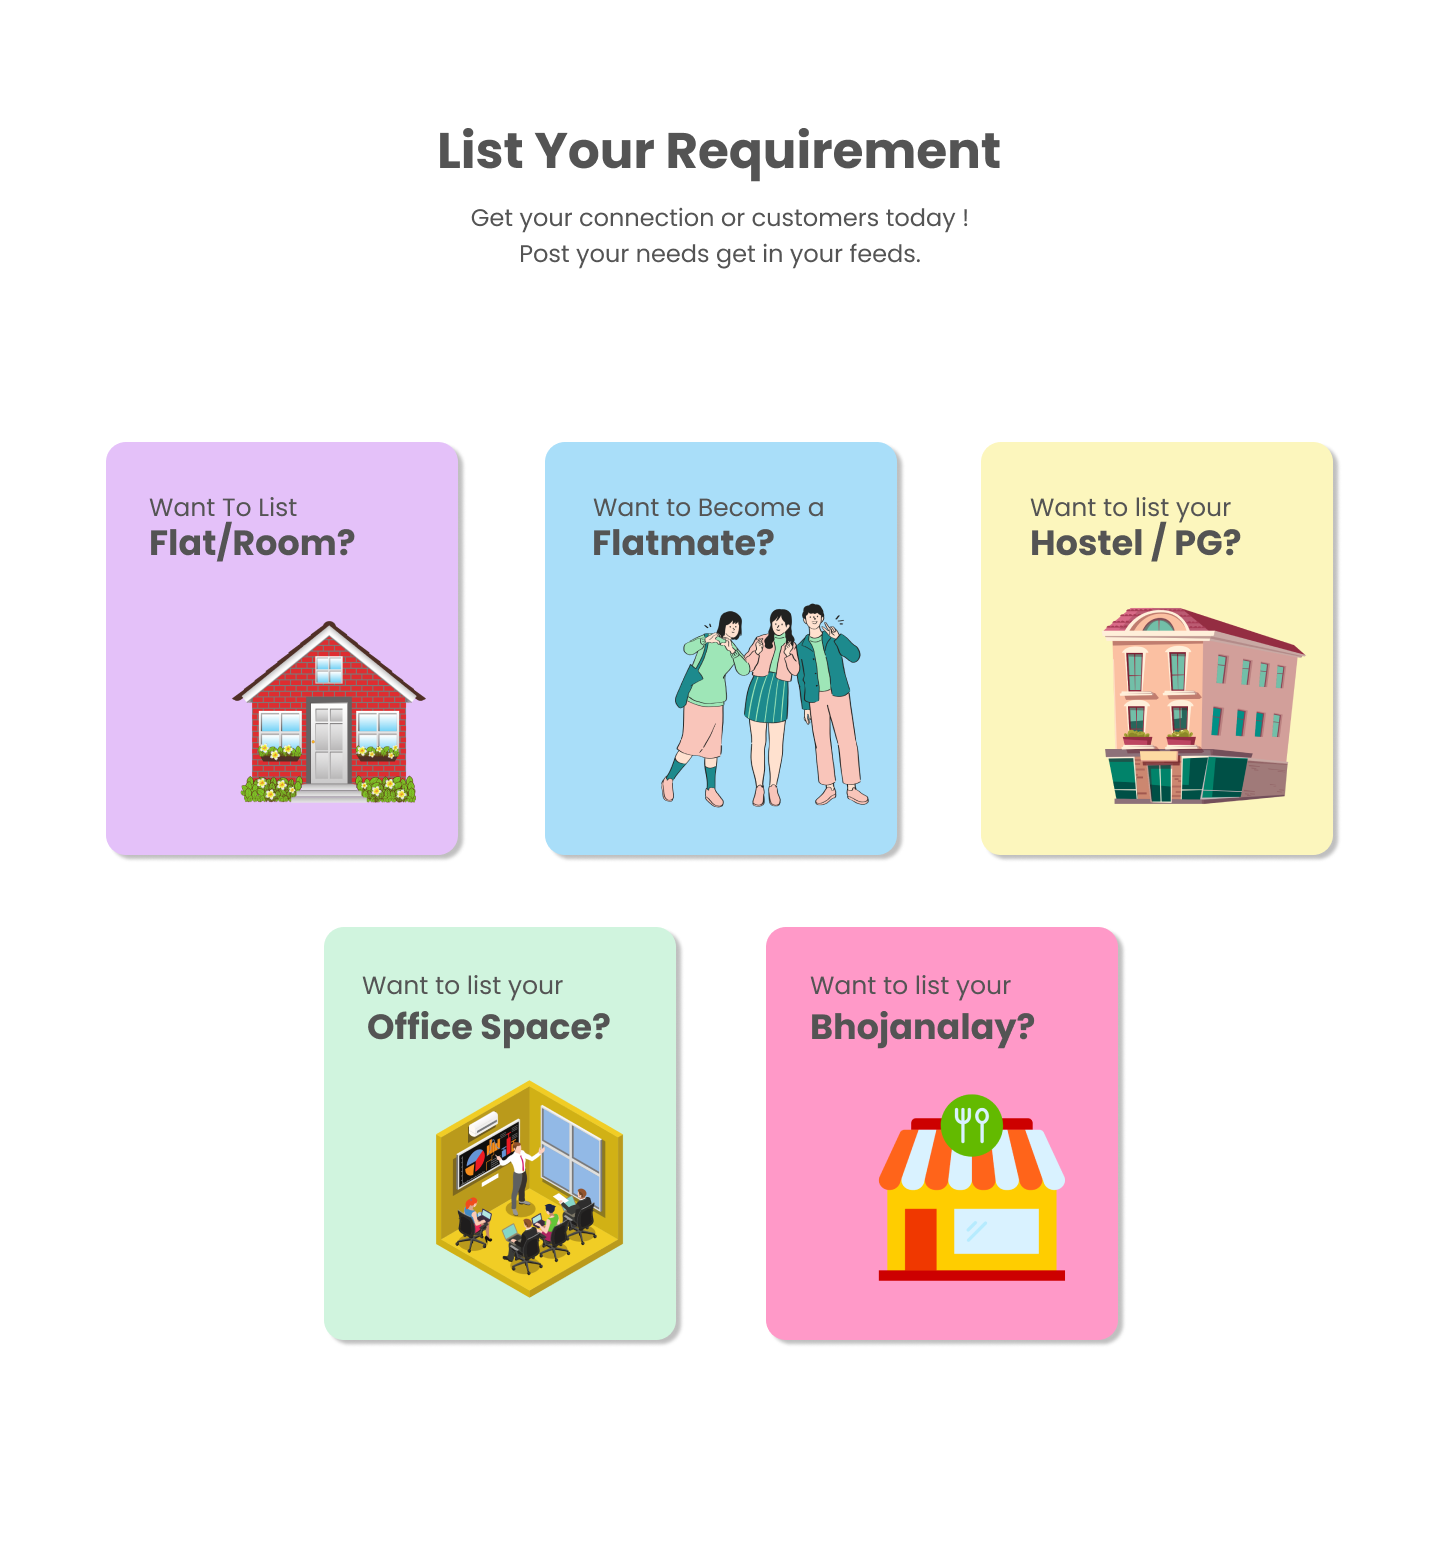 List Your Requirement
Get your connection or customers today !
Post your needs get in your feeds.
Want To List
Flat/Room?
Want to Become a
Flatmate?
Want to list your
Hostel / PG?
Want to list your
Office Space?
Want to list your
Bhojanalay?